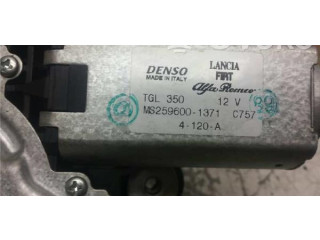 DENSO
MADE IN ITALY
LANCIA
FIAT
Alfa Romeo
TGL 350 12 V
MS259600-1371 C757
4-120-A